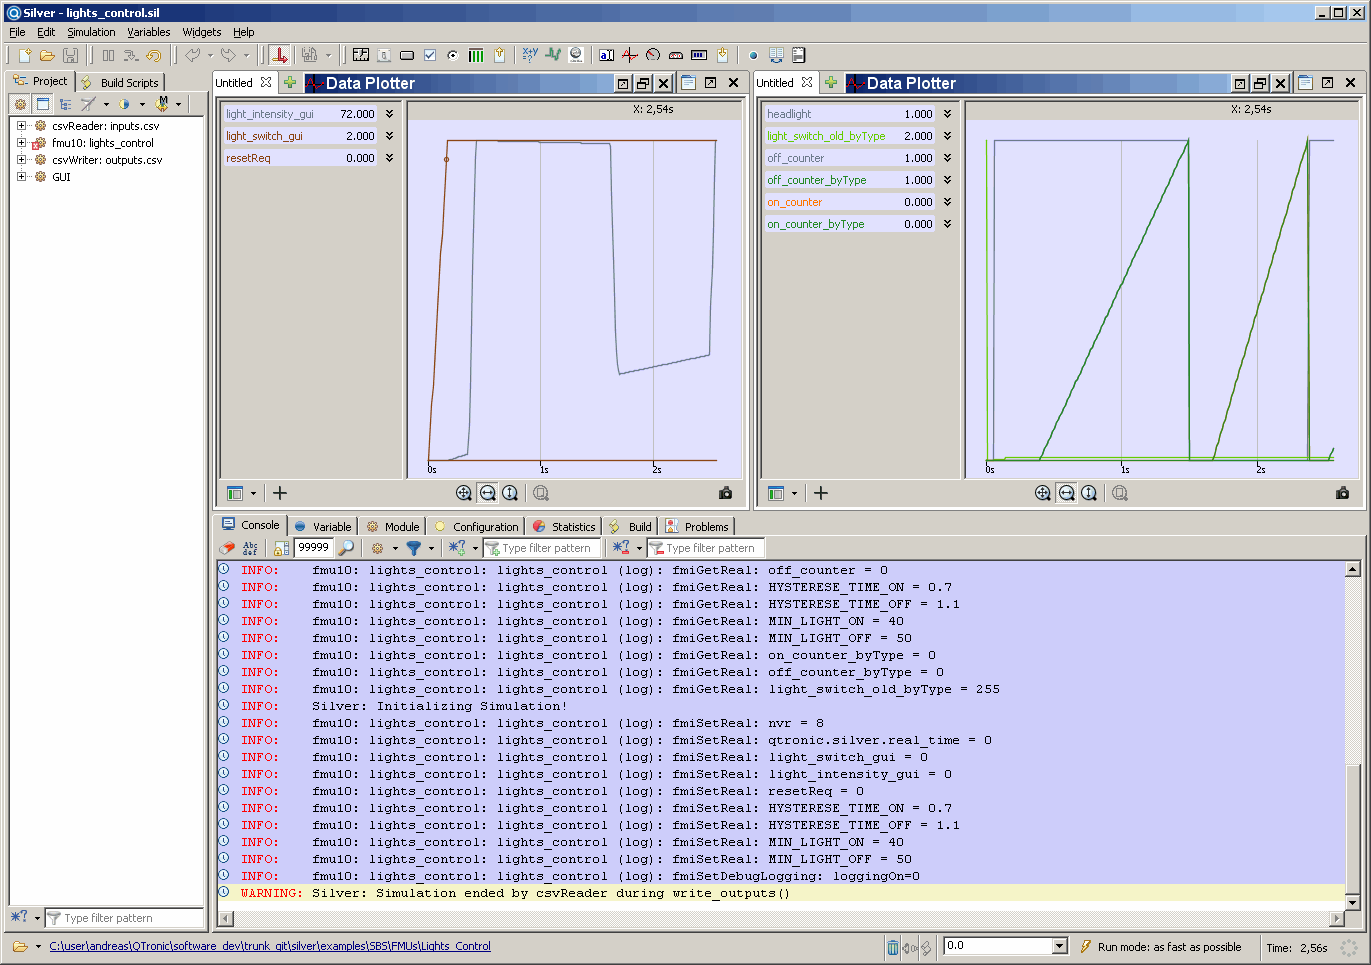 Silver - lights_control.sil
File Edit Simulation Variables Widgets Help
Project Build Scripts
csvReader: inputs.csv
fmu10: lights_control
csvWriter: outputs.csv
GUI
Type filter pattern
Untitled Data Plotter
light_intensity_gui 72.000
light_switch_gui 2.000
resetReq 0.000
X: 2,54s
0s 1s 2s
Untitled Data Plotter
headlight 1.000
light_switch_old_byType 2.000
off_counter 1.000
off_counter_byType 1.000
on_counter 0.000
on_counter_byType 0.000
X: 2,54s
0s 1s 2s
Console Variable Module Configuration Statistics Build Problems
Abc def 99999 Type filter pattern Type filter pattern
INFO: fmu10: lights_control: lights_control (log): fmiGetReal: off_counter = 0
INFO: fmu10: lights_control: lights_control (log): fmiGetReal: HYSTERESE_TIME_ON = 0.7
INFO: fmu10: lights_control: lights_control (log): fmiGetReal: HYSTERESE_TIME_OFF = 1.1
INFO: fmu10: lights_control: lights_control (log): fmiGetReal: MIN_LIGHT_ON = 40
INFO: fmu10: lights_control: lights_control (log): fmiGetReal: MIN_LIGHT_OFF = 50
INFO: fmu10: lights_control: lights_control (log): fmiGetReal: on_counter_byType = 0
INFO: fmu10: lights_control: lights_control (log): fmiGetReal: off_counter_byType = 0
INFO: fmu10: lights_control: lights_control (log): fmiGetReal: light_switch_old_byType = 255
INFO: Silver: Initializing Simulation!
INFO: fmu10: lights_control: lights_control (log): fmiSetReal: nvr = 8
INFO: fmu10: lights_control: lights_control (log): fmiSetReal: qtronic.silver.real_time = 0
INFO: fmu10: lights_control: lights_control (log): fmiSetReal: light_switch_gui = 0
INFO: fmu10: lights_control: lights_control (log): fmiSetReal: light_intensity_gui = 0
INFO: fmu10: lights_control: lights_control (log): fmiSetReal: resetReq = 0
INFO: fmu10: lights_control: lights_control (log): fmiSetReal: HYSTERESE_TIME_ON = 0.7
INFO: fmu10: lights_control: lights_control (log): fmiSetReal: HYSTERESE_TIME_OFF = 1.1
INFO: fmu10: lights_control: lights_control (log): fmiSetReal: MIN_LIGHT_ON = 40
INFO: fmu10: lights_control: lights_control (log): fmiSetReal: MIN_LIGHT_OFF = 50
INFO: fmu10: lights_control: lights_control (log): fmiSetDebugLogging: loggingOn=0
WARNING: Silver: Simulation ended by csvReader during write_outputs()
C:\user\andreas\QTronic\software_dev\trunk_git\silver\examples\SBS\FMUs\Lights_Control 0.0 Run mode: as fast as possible Time: 2,56s